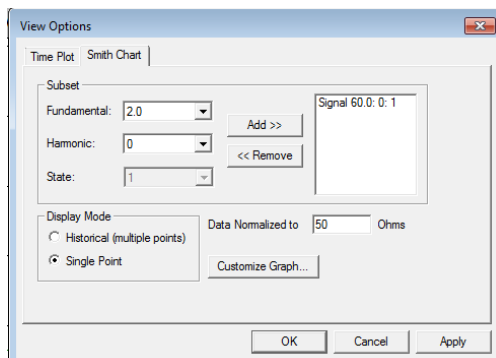 View Options
Time Plot Smith Chart
Subset
Fundamental: 2.0
Harmonic: 0
State: 1
Add >>
<< Remove
Signal 60.0: 0: 1
Display Mode
Historical (multiple points)
Single Point
Data Normalized to 50 Ohms
Customize Graph...
OK Cancel Apply